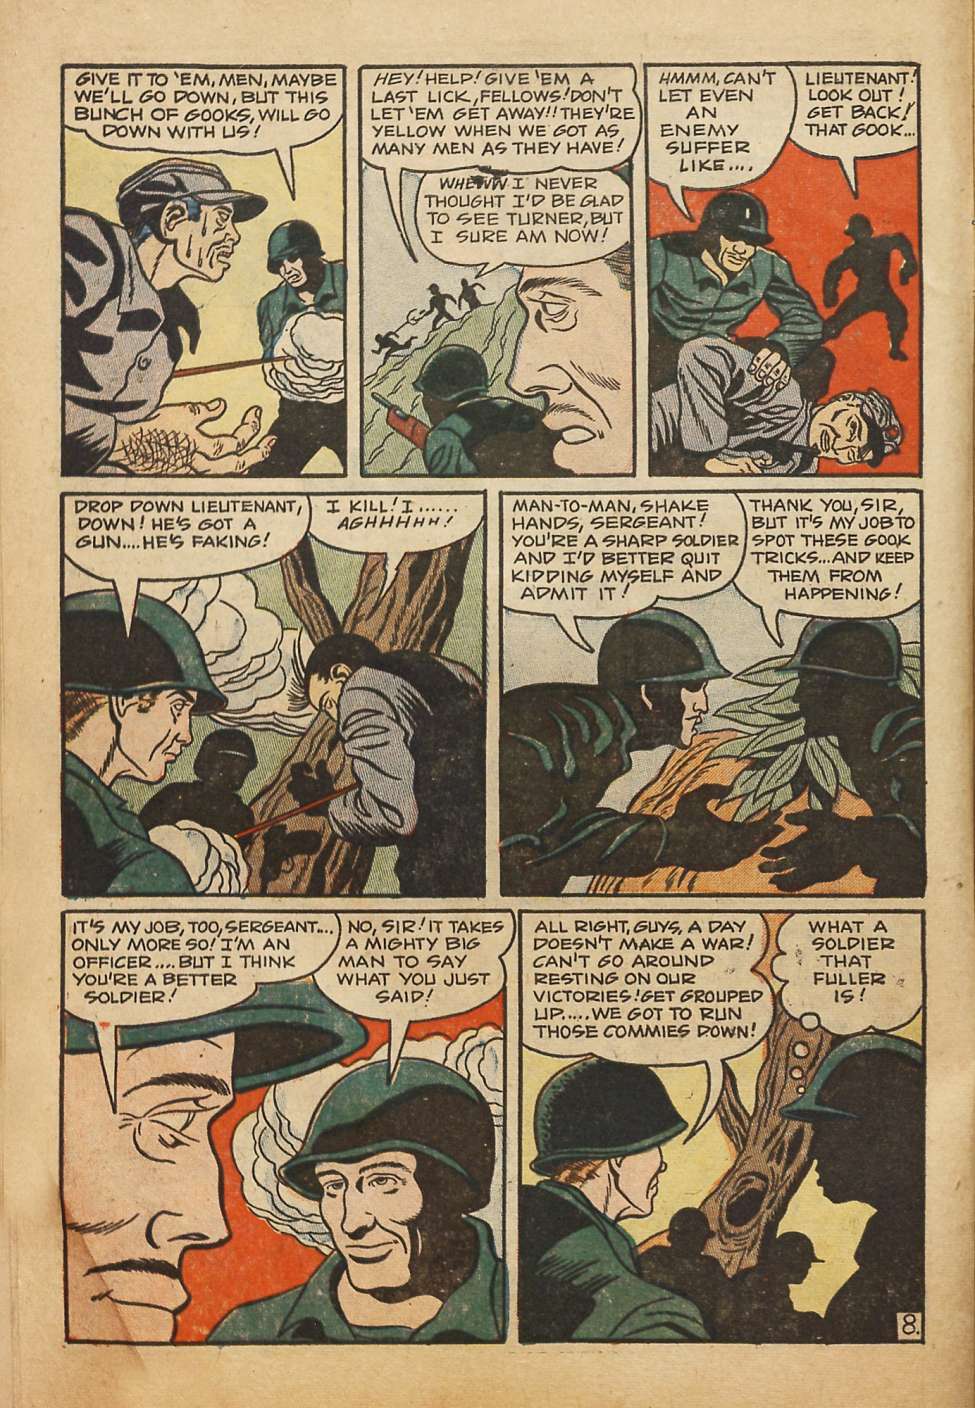 GIVE IT TO 'EM, MEN, MAYBE
WE'LL GO DOWN, BUT THIS
BUNCH OF GOOKS, WILL GO
DOWN WITH US!
HEY! HELP! GIVE 'EM A
LAST LICK, FELLOWS! DON'T
LET 'EM GET AWAY!! THEY'RE
YELLOW WHEN WE GOT AS
MANY MEN AS THEY HAVE!
WHEWW I NEVER
THOUGHT I'D BE GLAD
TO SEE TURNER, BUT
I SURE AM NOW!
HMMM, CAN'T
LET EVEN
AN
ENEMY
SUFFER
LIKE....
LIEUTENANT!
LOOK OUT!
GET BACK!
THAT GOOK...
DROP DOWN LIEUTENANT,
DOWN! HE'S GOT A
GUN....HE'S FAKING!
I KILL! I......
AGHHHHH!
MAN-TO-MAN, SHAKE
HANDS, SERGEANT!
YOU'RE A SHARP SOLDIER
AND I'D BETTER QUIT
KIDDING MYSELF AND
ADMIT IT!
THANK YOU, SIR,
BUT IT'S MY JOB TO
SPOT THESE GOOK
TRICKS...AND KEEP
THEM FROM
HAPPENING!
IT'S MY JOB, TOO, SERGEANT....
ONLY MORE SO! I'M AN
OFFICER....BUT I THINK
YOU'RE A BETTER
SOLDIER!
NO, SIR! IT TAKES
A MIGHTY BIG
MAN TO SAY
WHAT YOU JUST
SAID!
ALL RIGHT, GUYS, A DAY
DOESN'T MAKE A WAR!
CAN'T GO AROUND
RESTING ON OUR
VICTORIES! GET GROUPED
UP.....WE GOT TO RUN
THOSE COMMIES DOWN!
WHAT A
SOLDIER
THAT
FULLER
IS!
8.